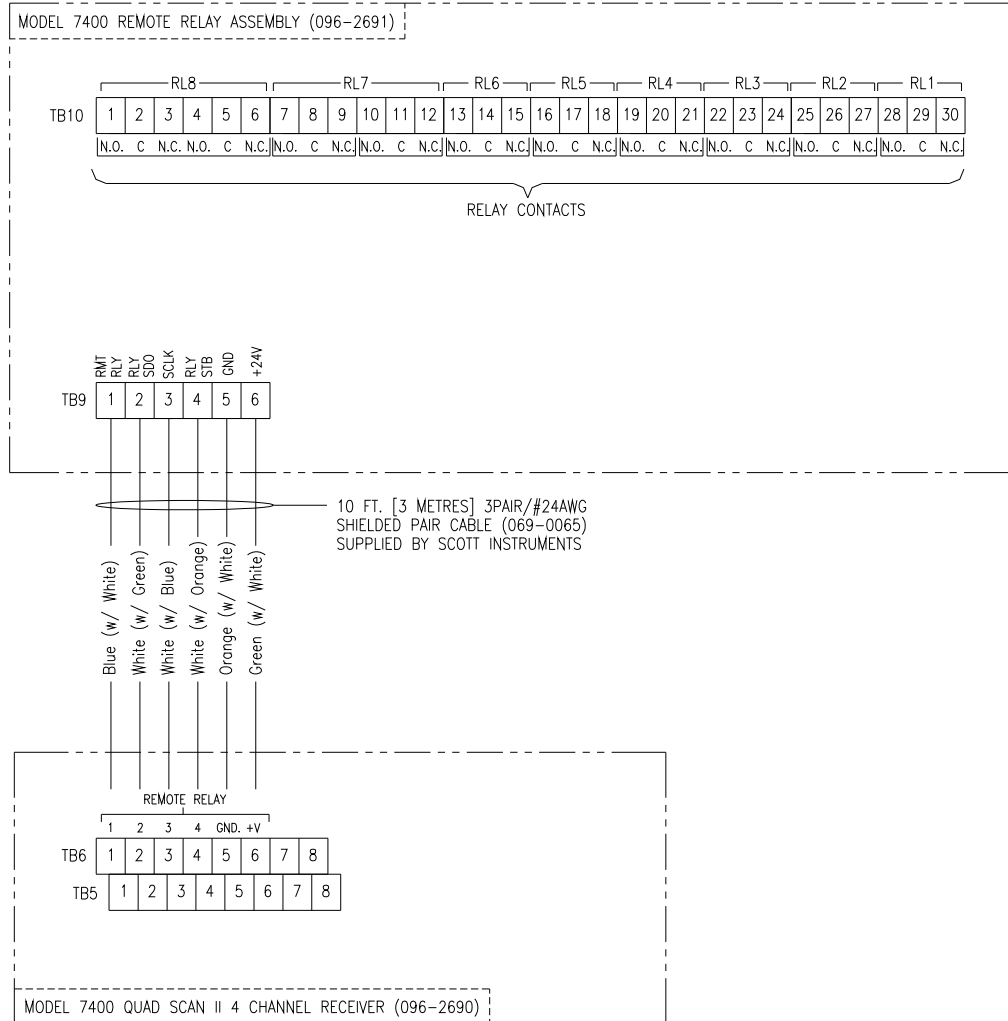 MODEL 7400 REMOTE RELAY ASSEMBLY (096-2691)
RL8 RL7 RL6 RL5 RL4 RL3 RL2 RL1
TB10 1 2 3 4 5 6 7 8 9 10 11 12 13 14 15 16 17 18 19 20 21 22 23 24 25 26 27 28 29 30
N.O. C N.C. N.O. C N.C. N.O. C N.C. N.O. C N.C. N.O. C N.C. N.O. C N.C. N.O. C N.C. N.O. C N.C. N.O. C N.C. N.O. C N.C.
RELAY CONTACTS
RMT
RLY
RLY
SDO
SCLK
RLY
STB
GND
+24V
TB9 1 2 3 4 5 6
10 FT. [3 METRES] 3PAIR/#24AWG
SHIELDED PAIR CABLE (069-0065)
SUPPLIED BY SCOTT INSTRUMENTS
Blue (w/ White)
White (w/ Green)
White (w/ Blue)
White (w/ Orange)
Orange (w/ White)
Green (w/ White)
REMOTE RELAY
1 2 3 4 GND. +V
TB6 1 2 3 4 5 6 7 8
TB5 1 2 3 4 5 6 7 8
MODEL 7400 QUAD SCAN II 4 CHANNEL RECEIVER (096-2690)